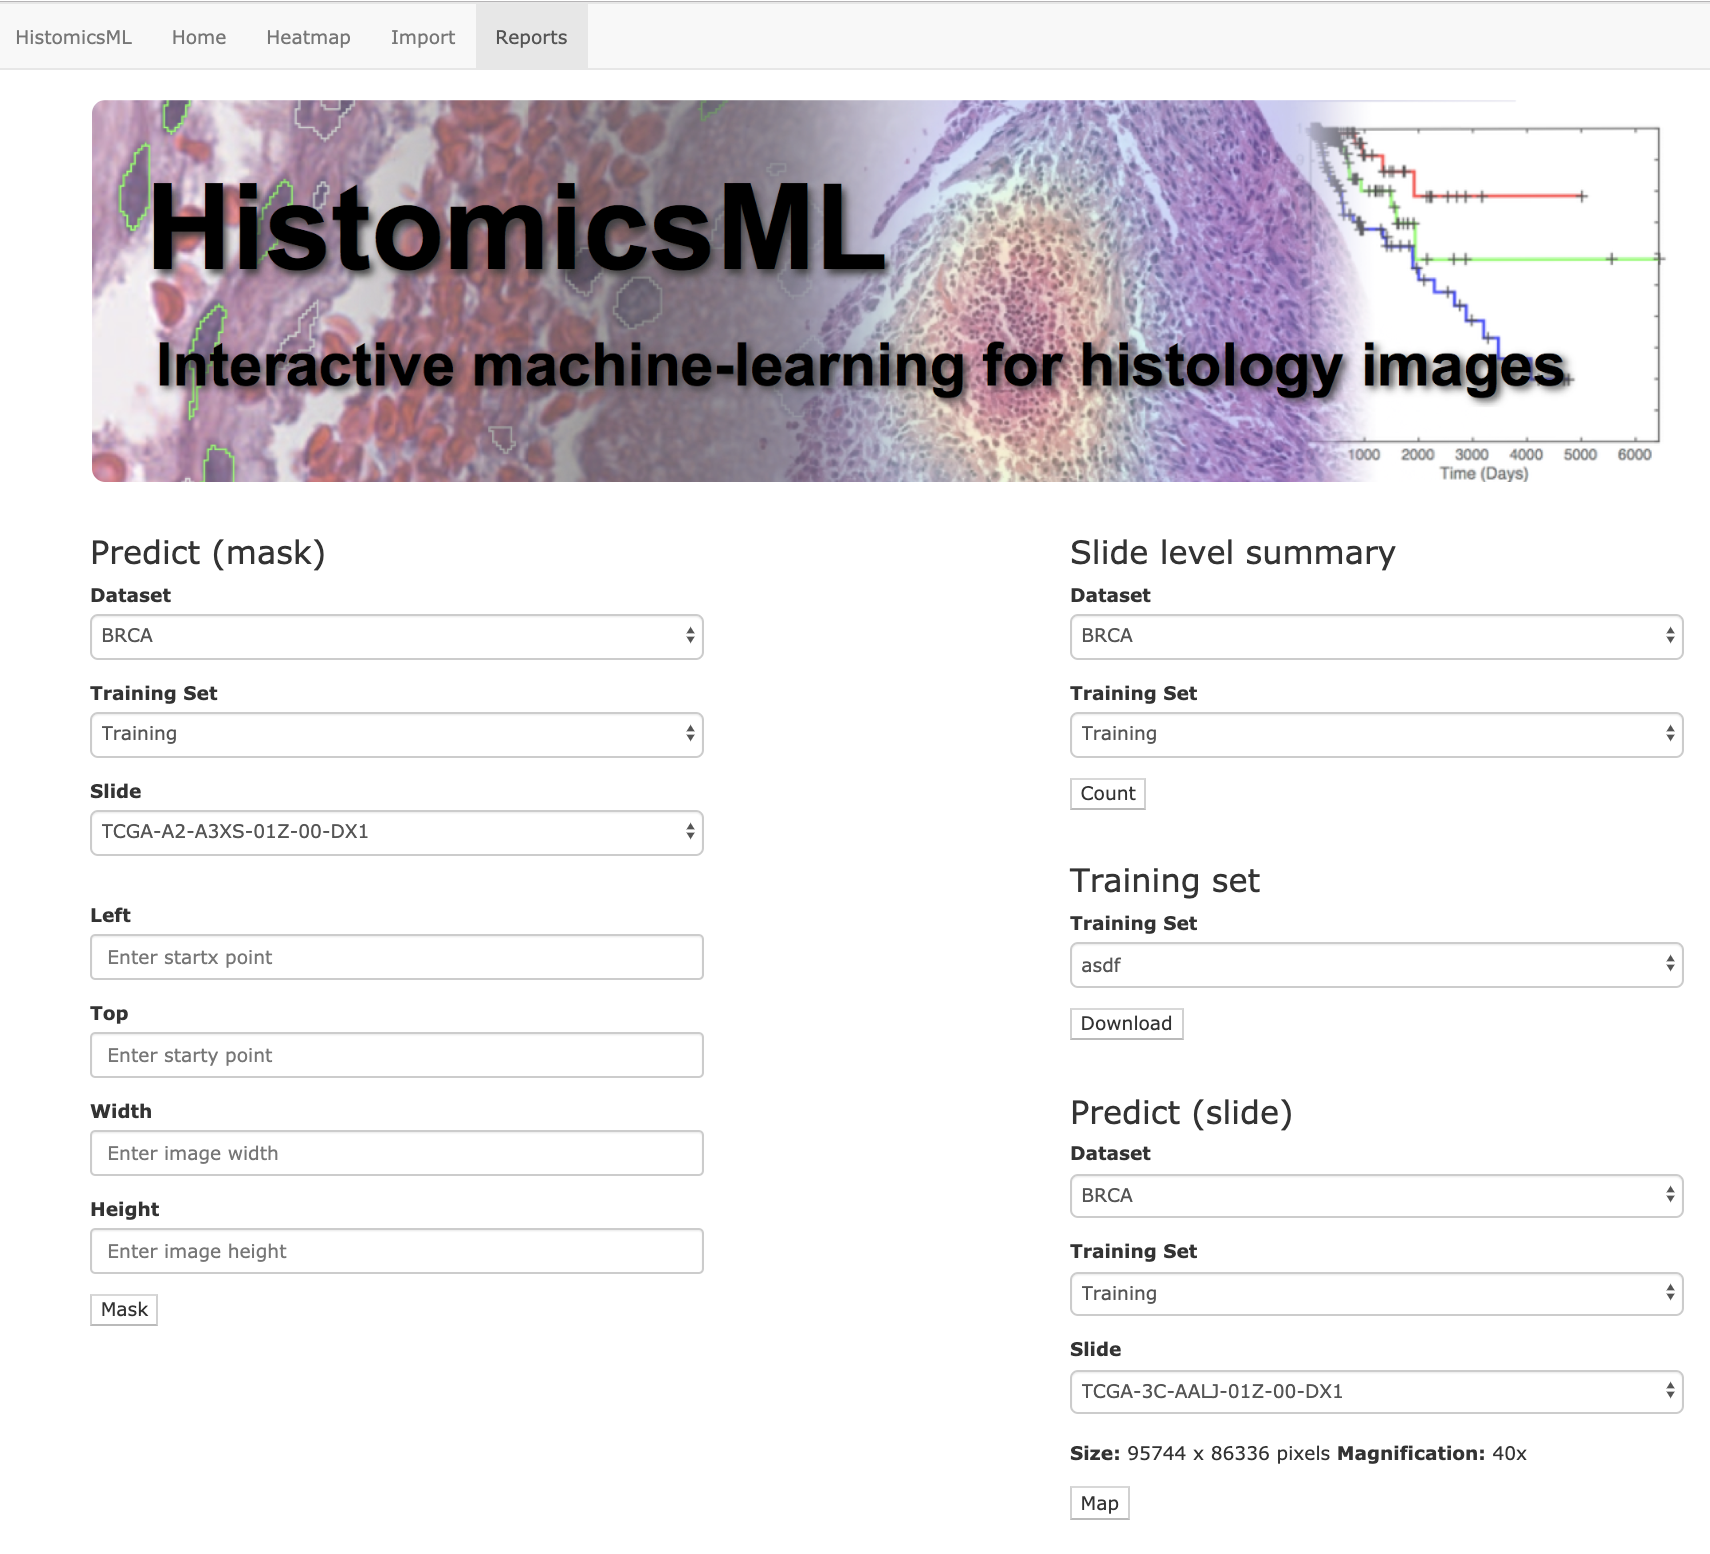 HistomicsML Home Heatmap Import Reports
HistomicsML
Interactive machine-learning for histology images
1000 2000 3000 4000 5000 6000
Time (Days)
Predict (mask)
Dataset
BRCA
Training Set
Training
Slide
TCGA-A2-A3XS-01Z-00-DX1
Left
Enter startx point
Top
Enter starty point
Width
Enter image width
Height
Enter image height
Mask
Slide level summary
Dataset
BRCA
Training Set
Training
Count
Training set
Training Set
asdf
Download
Predict (slide)
Dataset
BRCA
Training Set
Training
Slide
TCGA-3C-AALJ-01Z-00-DX1
Size: 95744 x 86336 pixels Magnification: 40x
Map